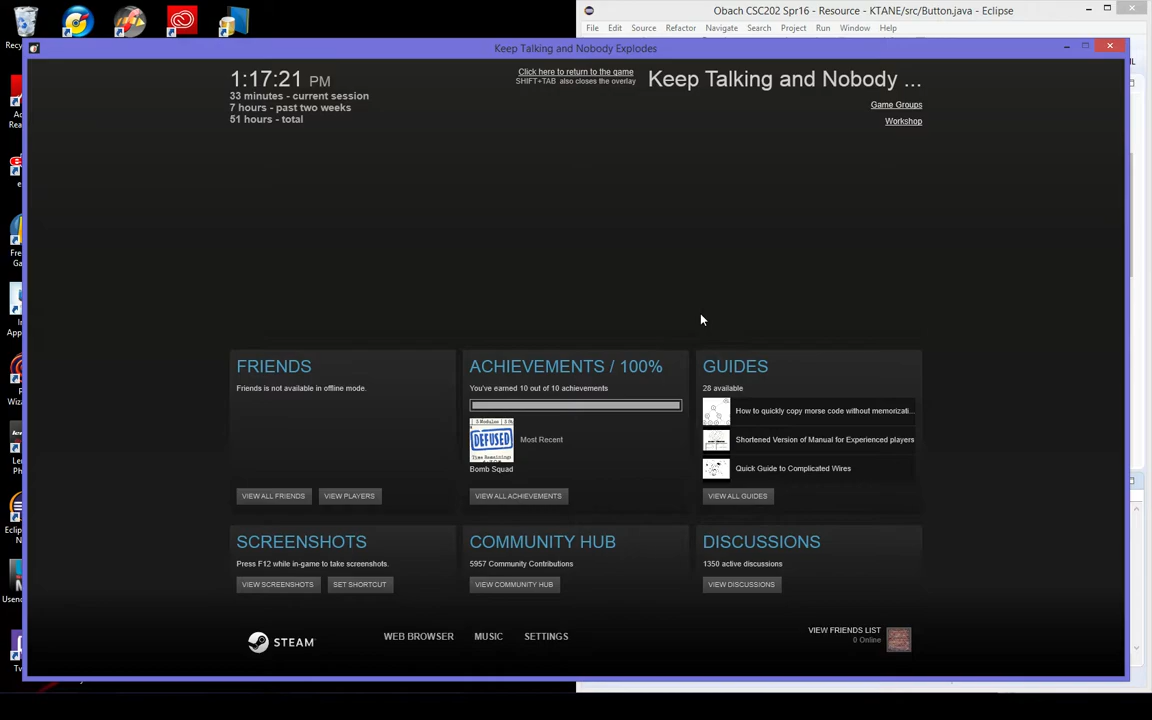 Obach CSC202 Spr16 - Resource - KTANE/src/Button.java - Eclipse
File Edit Source Refactor Navigate Search Project Run Window Help
Keep Talking and Nobody Explodes
1:17:21 PM
33 minutes - current session
7 hours - past two weeks
51 hours - total
Click here to return to the game
SHIFT+TAB also closes the overlay
Keep Talking and Nobody ...
Game Groups
Workshop
FRIENDS
Friends is not available in offline mode.
VIEW ALL FRIENDS VIEW PLAYERS
ACHIEVEMENTS / 100%
You've earned 10 out of 10 achievements
DEFUSED
Most Recent
Bomb Squad
VIEW ALL ACHIEVEMENTS
GUIDES
28 available
How to quickly copy morse code without memorizati...
Shortened Version of Manual for Experienced players
Quick Guide to Complicated Wires
VIEW ALL GUIDES
SCREENSHOTS
Press F12 while in-game to take screenshots.
VIEW SCREENSHOTS SET SHORTCUT
COMMUNITY HUB
5957 Community Contributions
VIEW COMMUNITY HUB
DISCUSSIONS
1350 active discussions
VIEW DISCUSSIONS
STEAM
WEB BROWSER MUSIC SETTINGS
VIEW FRIENDS LIST
0 Online